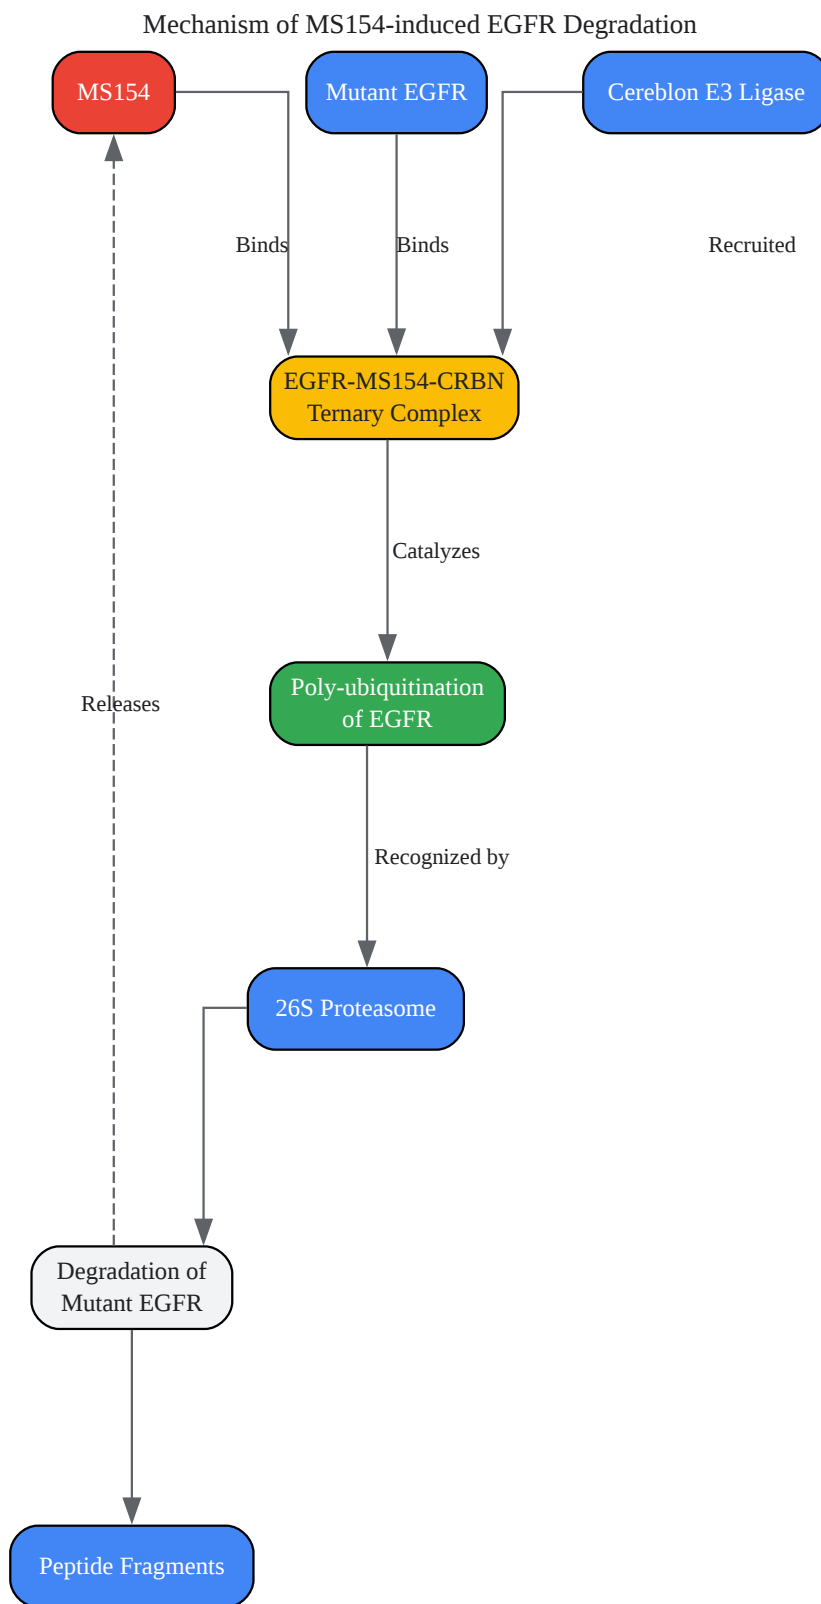 Mechanism of MS154-induced EGFR Degradation
MS154
Mutant EGFR
Cereblon E3 Ligase
Binds
Binds
Recruited
EGFR-MS154-CRBN
Ternary Complex
Catalyzes
Poly-ubiquitination
of EGFR
Releases
Recognized by
26S Proteasome
Degradation of
Mutant EGFR
Peptide Fragments